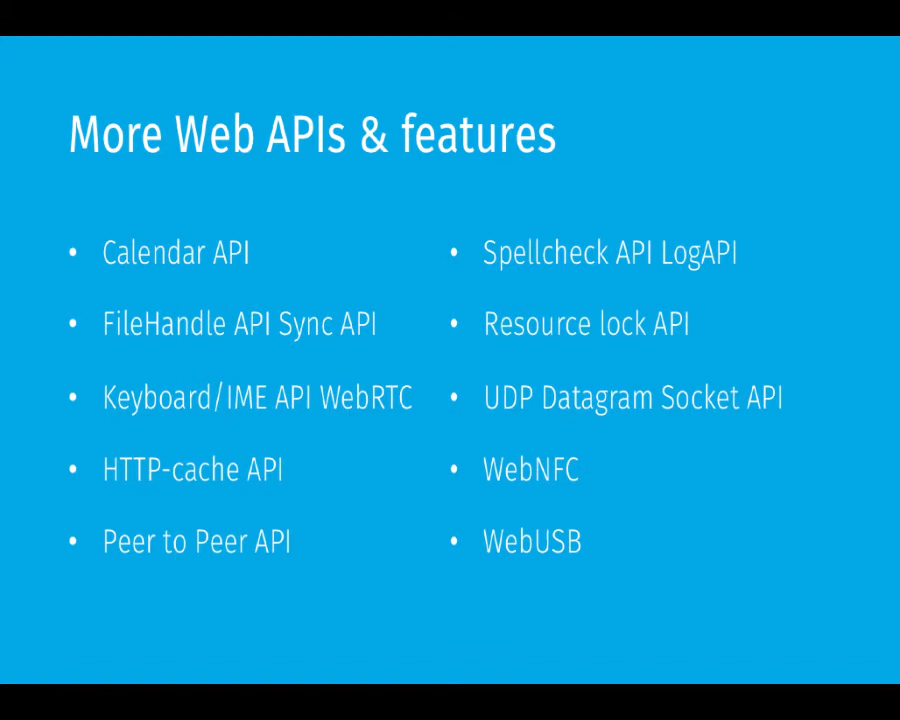 More Web APIs & features
• Calendar API
• FileHandle API Sync API
• Keyboard/IME API WebRTC
• HTTP-cache API
• Peer to Peer API
• Spellcheck API LogAPI
• Resource lock API
• UDP Datagram Socket API
• WebNFC
• WebUSB